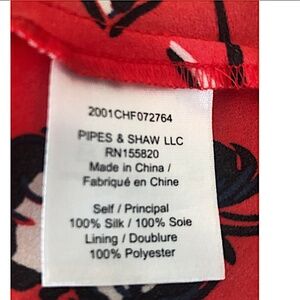 2001CHF072764
PIPES & SHAW LLC
RN155820
Made in China /
Fabriqué en Chine
Self / Principal
100% Silk / 100% Soie
Lining / Doublure
100% Polyester